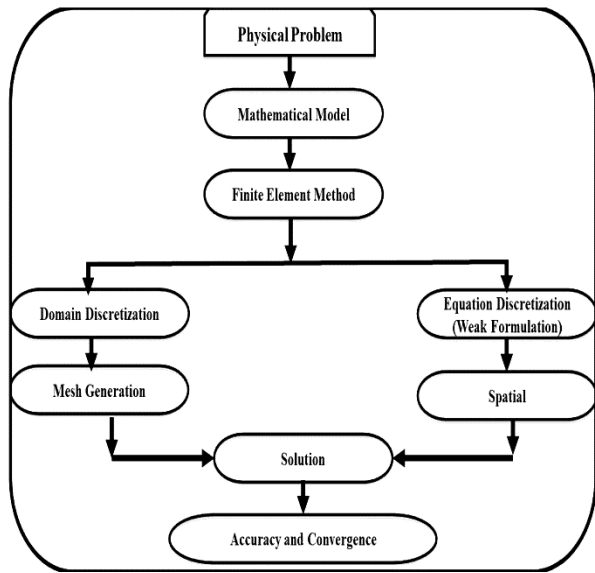 Physical Problem
Mathematical Model
Finite Element Method
Domain Discretization
Equation Discretization
(Weak Formulation)
Mesh Generation
Spatial
Solution
Accuracy and Convergence